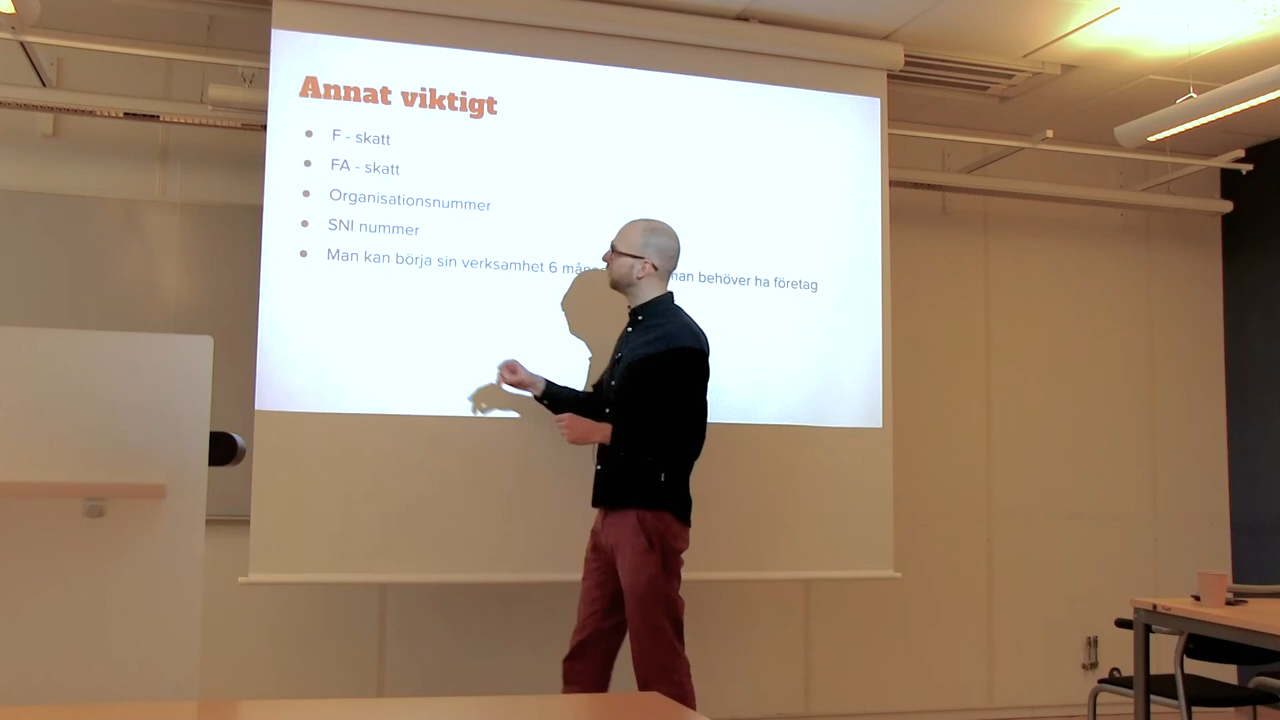 Annat viktigt
F - skatt
FA - skatt
Organisationsnummer
SNI nummer
Man kan börja sin verksamhet 6 man behöver ha företag